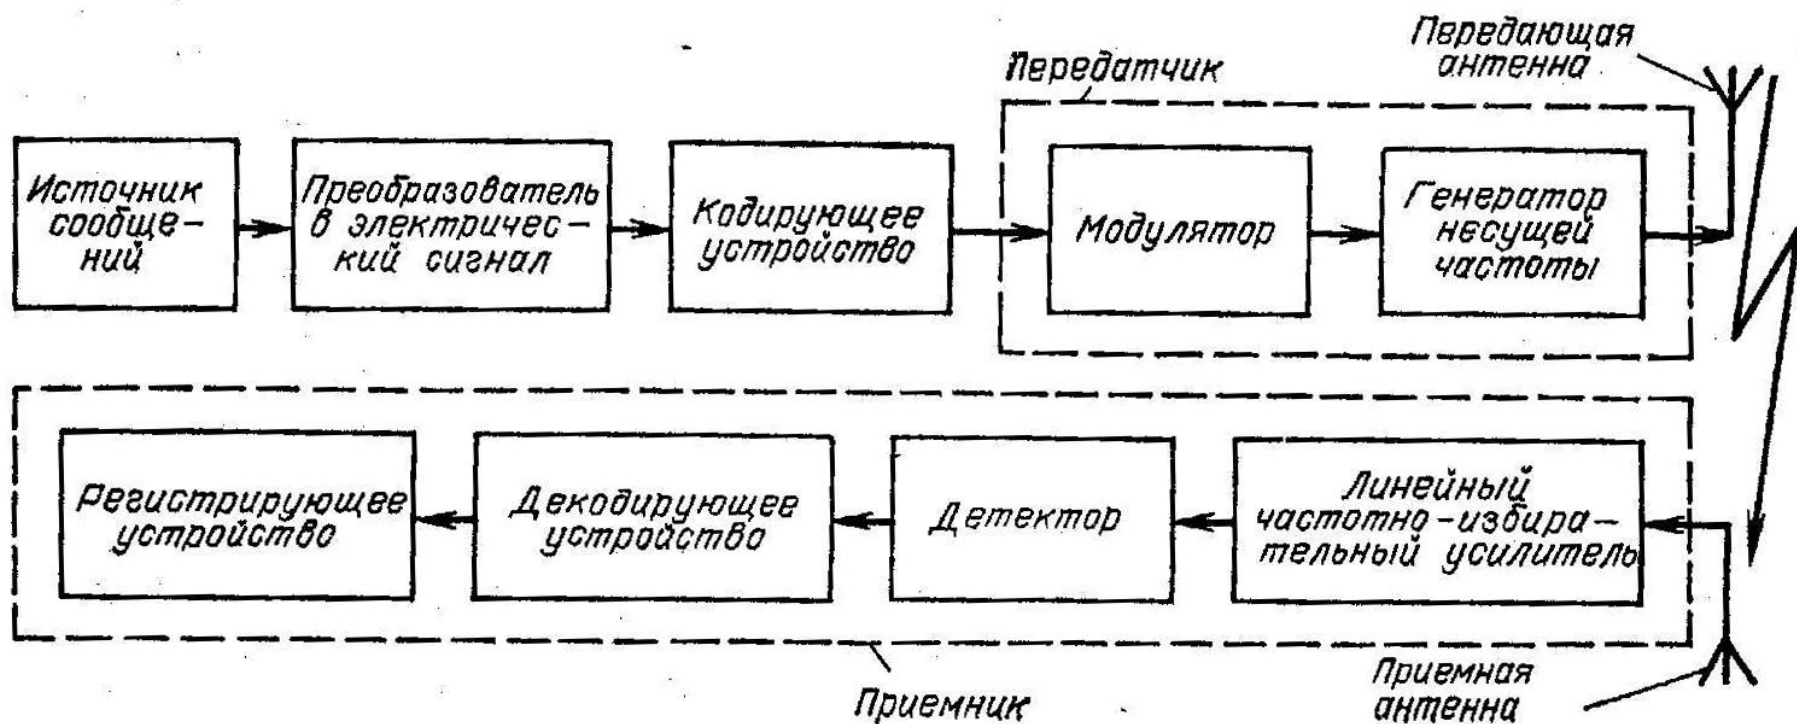 Передающая
антенна
Передатчик
Источник
сообще-
ний
Преобразователь
в электричес-
кий сигнал
Кодирующее
устройство
Модулятор
Генератор
несущей
частоты
Регистрирующее
устройство
Декодирующее
устройство
Детектор
Линейный
частотно-избира-
тельный усилитель
Приемник
Приемная
антенна